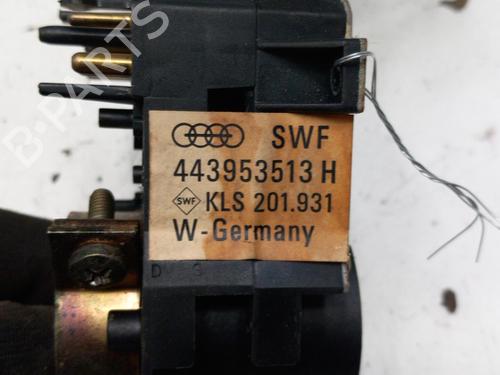 SWF
443953513 H
SWF KLS 201.931
W-Germany
B-PARTS